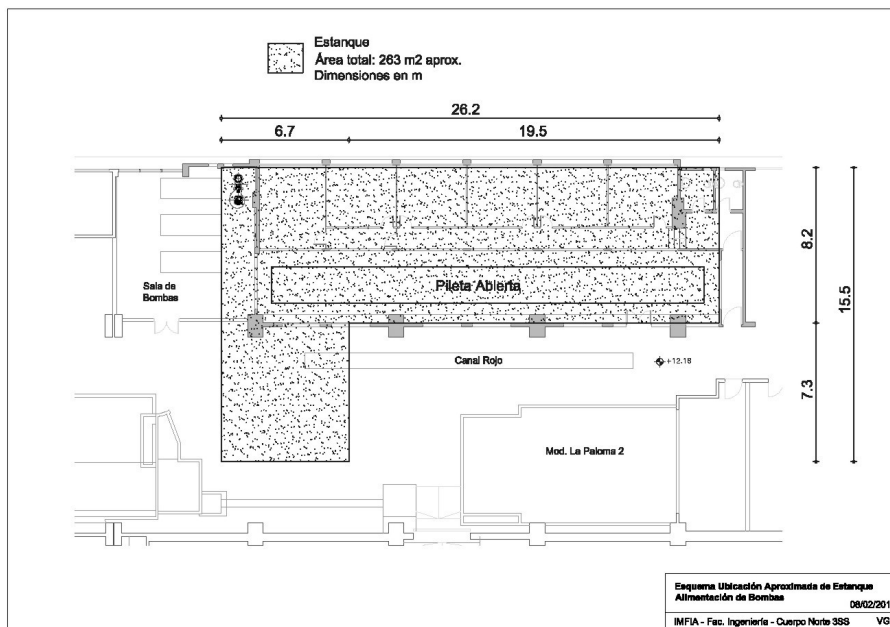 Estanque
Área total: 263 m2 aprox.
Dimensiones en m
26.2
6.7
19.5
8.2
15.5
7.3
Sala de
Bombas
Pileta Abierta
Canal Rojo
+12.18
Mod. La Paloma 2
Esquema Ubicación Aproximada de Estanque
Alimentación de Bombas
08/02/201
IMFIA - Fac. Ingeniería - Cuerpo Norte 3SS VG